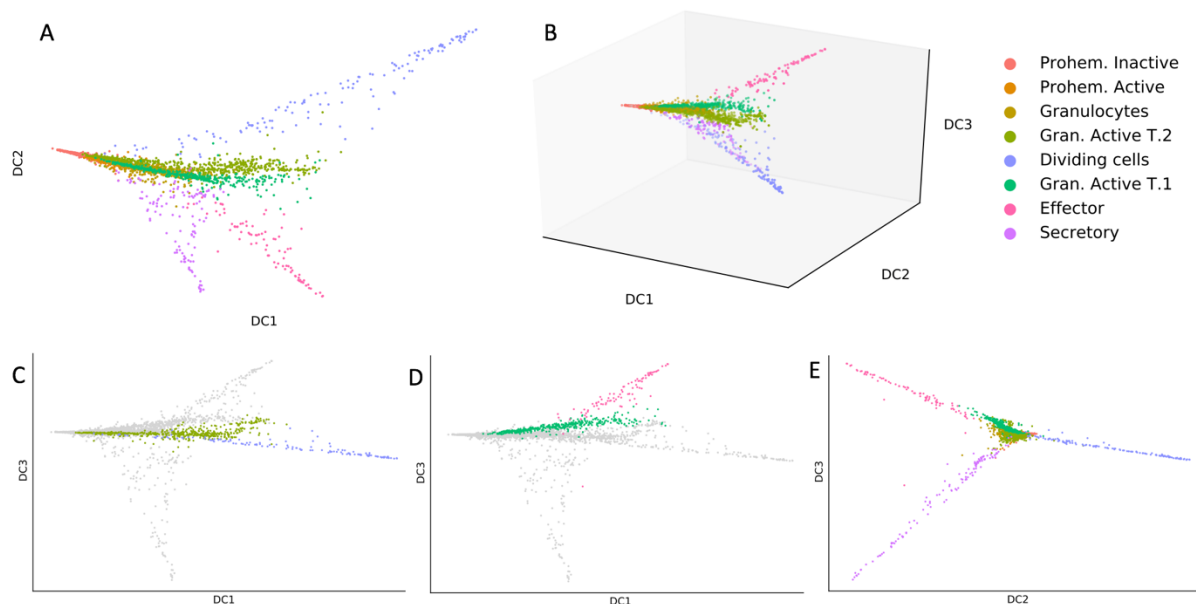 A
DC2
DC1
B
DC3
DC2
DC1
Prohem. Inactive
Prohem. Active
Granulocytes
Gran. Active T.2
Dividing cells
Gran. Active T.1
Effector
Secretory
C
DC3
DC1
D
DC3
DC1
E
DC3
DC2